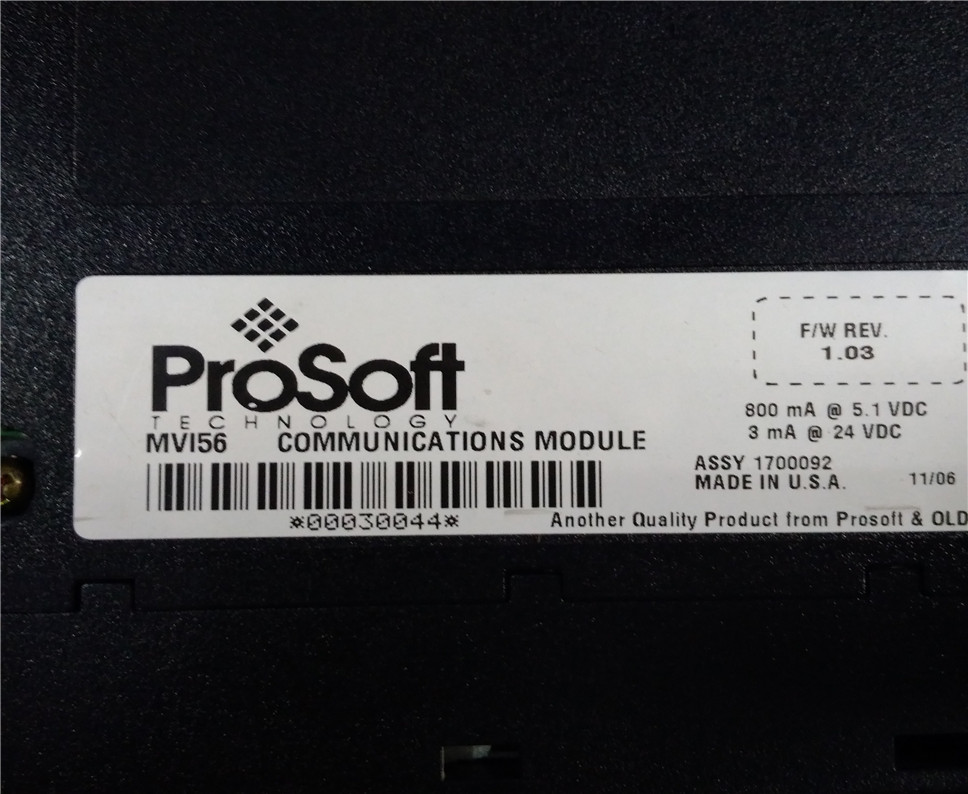 ProSoft
TECHNOLOGY
MVI56 COMMUNICATIONS MODULE
*00030044*
F/W REV.
1.03
800 mA @ 5.1 VDC
3 mA @ 24 VDC
ASSY 1700092
MADE IN U.S.A. 11/06
Another Quality Product from Prosoft & OLD